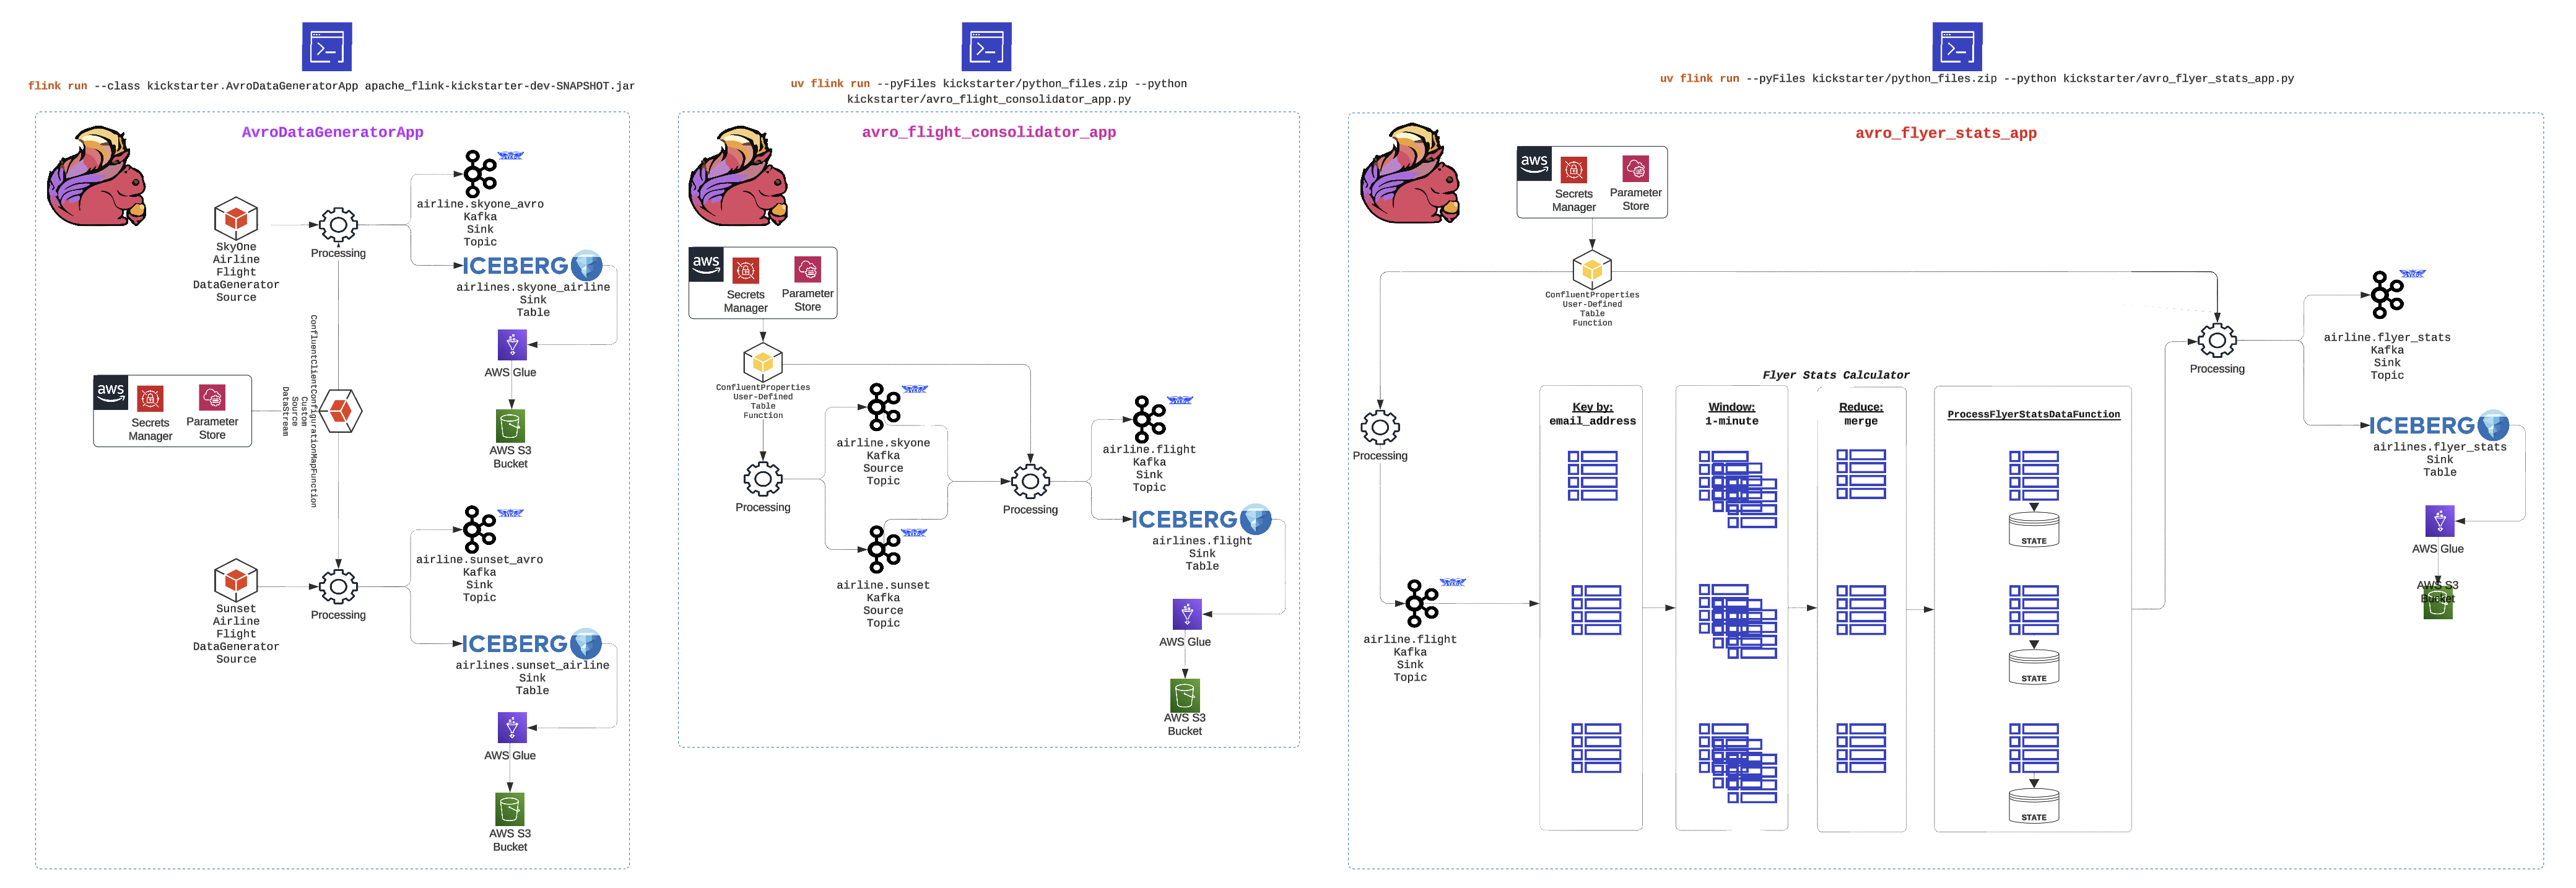 flink run --class kickstarter.AvroDataGeneratorApp apache_flink-kickstarter-dev-SNAPSHOT.jar
AvroDataGeneratorApp
SkyOne
Airline
Flight
DataGenerator
Source
Processing
airline.skyone_avro
Kafka
Sink
Topic
ICEBERG
airlines.skyone_airline
Sink
Table
AWS Glue
AWS S3
Bucket
aws
Secrets
Manager
Parameter
Store
ConfluentClientConfigurationMapFunction
Custom
Source
DataStream
Sunset
Airline
Flight
DataGenerator
Source
Processing
airline.sunset_avro
Kafka
Sink
Topic
ICEBERG
airlines.sunset_airline
Sink
Table
AWS Glue
AWS S3
Bucket
uv flink run --pyFiles kickstarter/python_files.zip --python
kickstarter/avro_flight_consolidator_app.py
avro_flight_consolidator_app
aws
Secrets
Manager
Parameter
Store
ConfluentProperties
User-Defined
Table
Function
Processing
airline.skyone
Kafka
Source
Topic
airline.sunset
Kafka
Source
Topic
Processing
airline.flight
Kafka
Sink
Topic
ICEBERG
airlines.flight
Sink
Table
AWS Glue
AWS S3
Bucket
uv flink run --pyFiles kickstarter/python_files.zip --python kickstarter/avro_flyer_stats_app.py
avro_flyer_stats_app
aws
Secrets
Manager
Parameter
Store
ConfluentProperties
User-Defined
Table
Function
Processing
airline.flight
Kafka
Sink
Topic
Flyer Stats Calculator
Key by:
email_address
Window:
1-minute
Reduce:
merge
ProcessFlyerStatsDataFunction
STATE
STATE
STATE
Processing
airline.flyer_stats
Kafka
Sink
Topic
ICEBERG
airlines.flyer_stats
Sink
Table
AWS Glue
AWS S3
Bucket